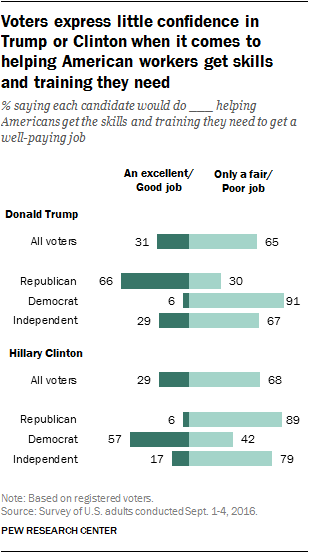 Voters express little confidence in
Trump or Clinton when it comes to
helping American workers get skills
and training they need
% saying each candidate would do ___ helping
Americans get the skills and training they need to get a
well-paying job
An excellent/ Only a fair/
Good job Poor job
Donald Trump
All voters 31 65
Republican 66 30
Democrat 6 91
Independent 29 67
Hillary Clinton
All voters 29 68
Republican 6 89
Democrat 57 42
Independent 17 79
Note: Based on registered voters.
Source: Survey of U.S. adults conducted Sept. 1-4, 2016.
PEW RESEARCH CENTER